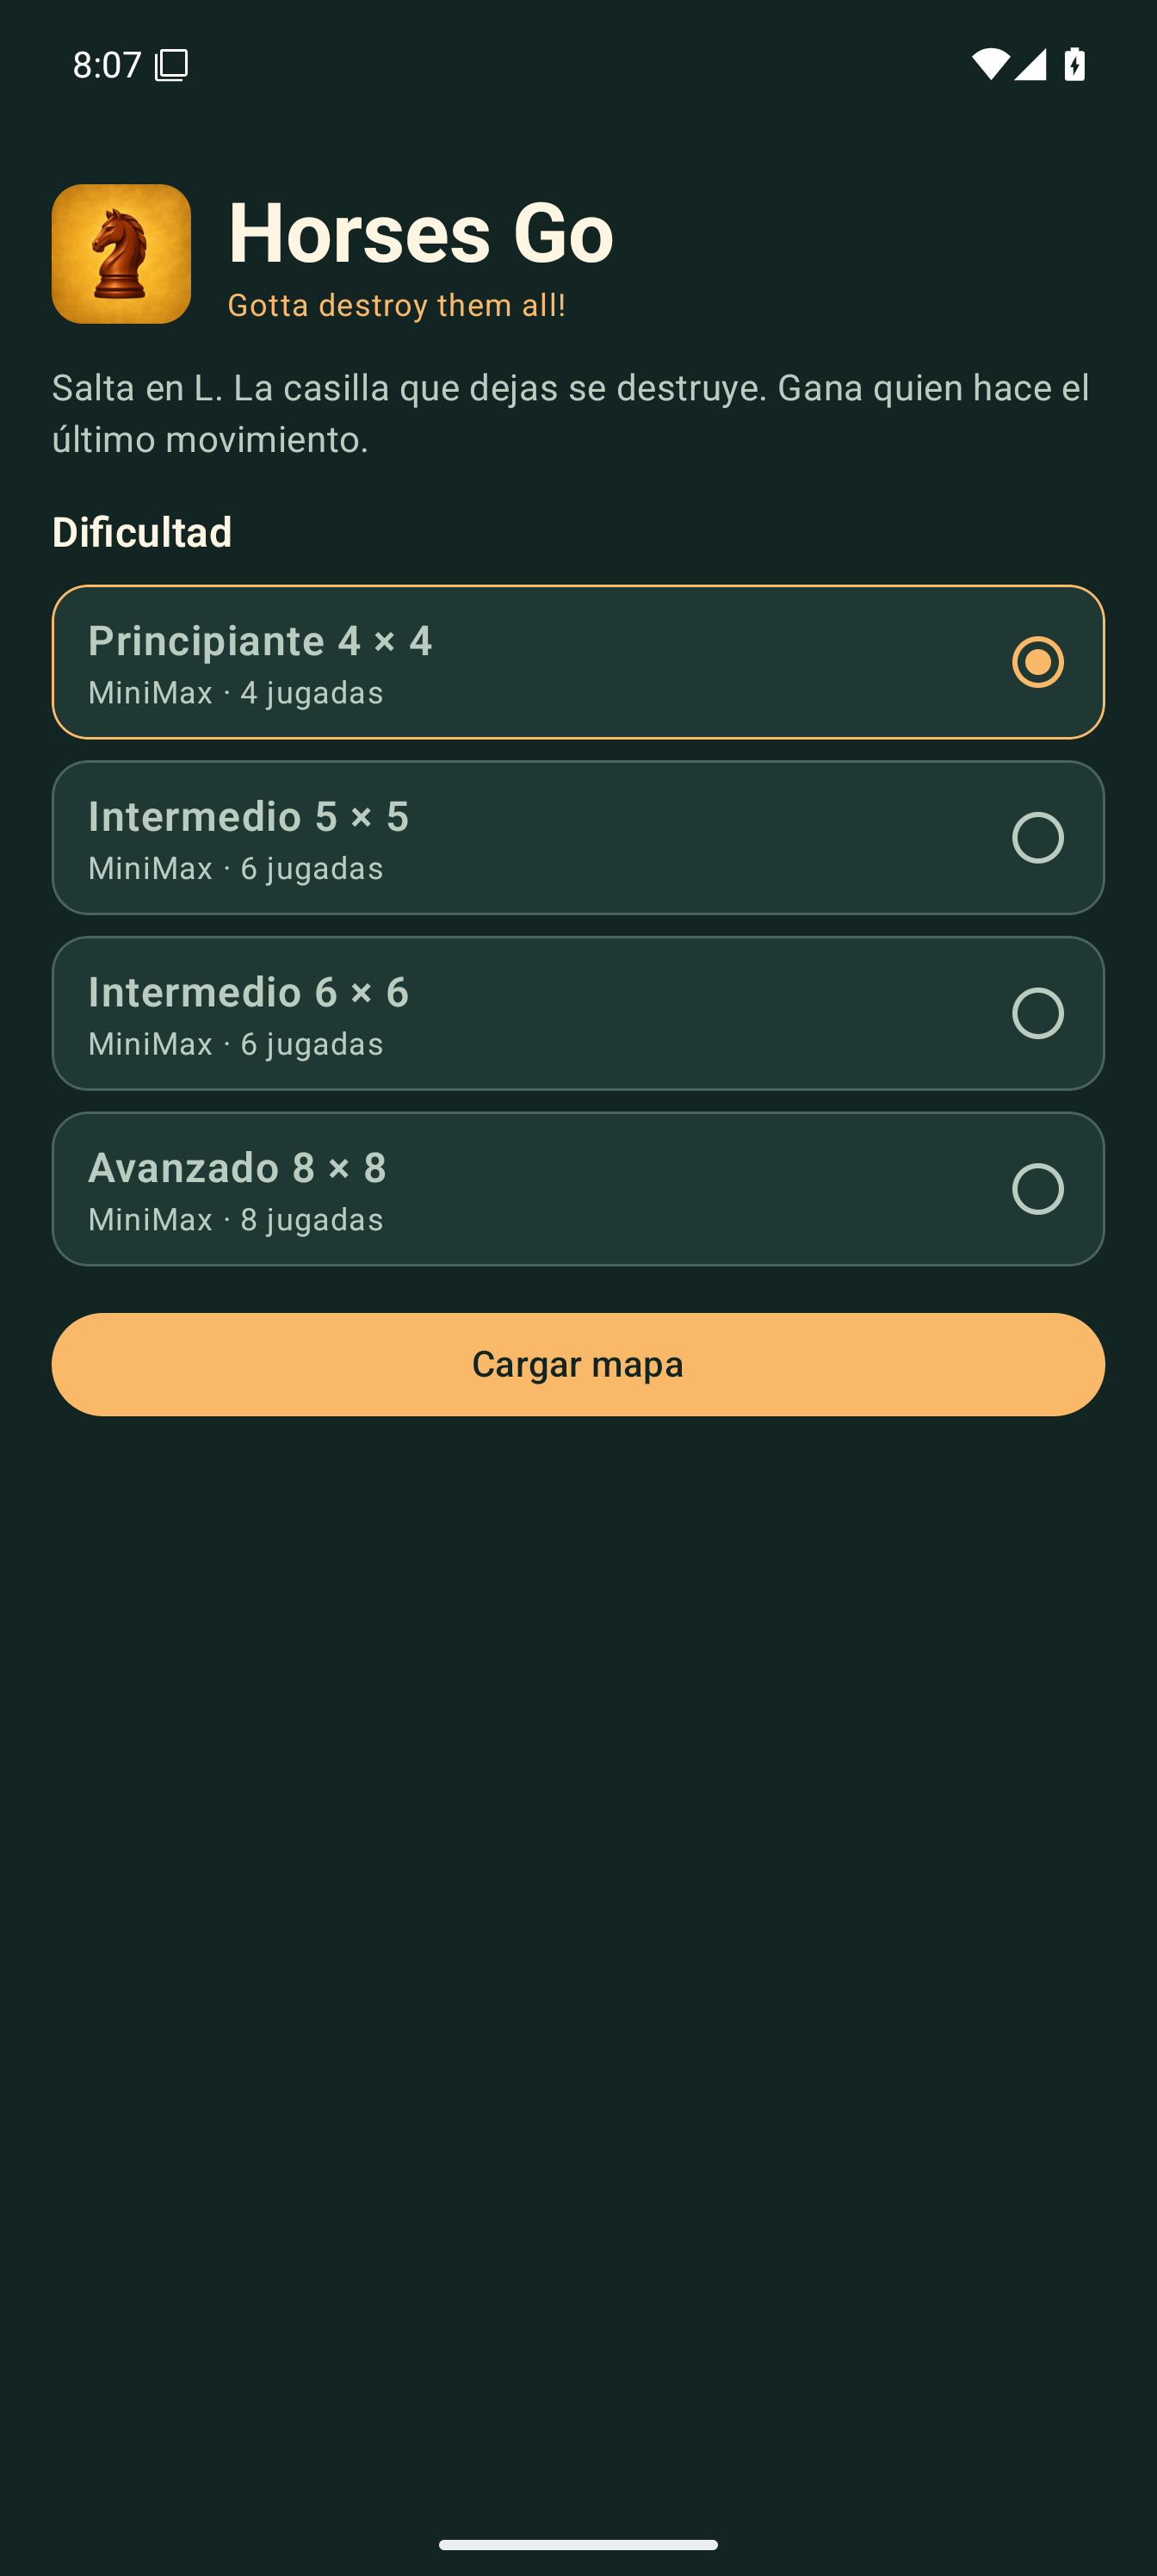 8:07
Horses Go
Gotta destroy them all!
Salta en L. La casilla que dejas se destruye. Gana quien hace el
último movimiento.
Dificultad
Principiante 4 × 4
MiniMax · 4 jugadas
Intermedio 5 × 5
MiniMax · 6 jugadas
Intermedio 6 × 6
MiniMax · 6 jugadas
Avanzado 8 × 8
MiniMax · 8 jugadas
Cargar mapa